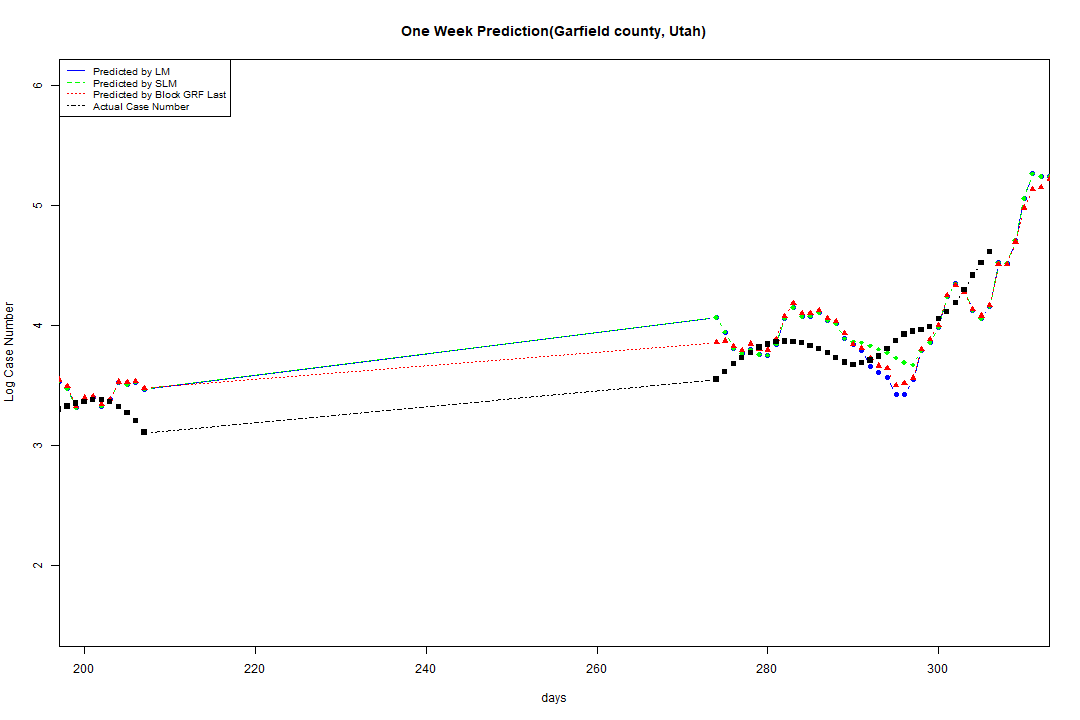 One Week Prediction(Garfield county, Utah)
Predicted by LM
Predicted by SLM
Predicted by Block GRF Last
Actual Case Number
Log Case Number
6
5
4
3
2
200 220 240 260 280 300
days